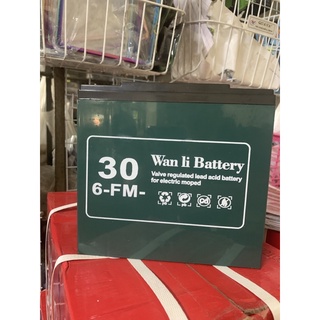 30
6-FM-
Wan li Battery
Valve regulated lead acid battery
for electric moped